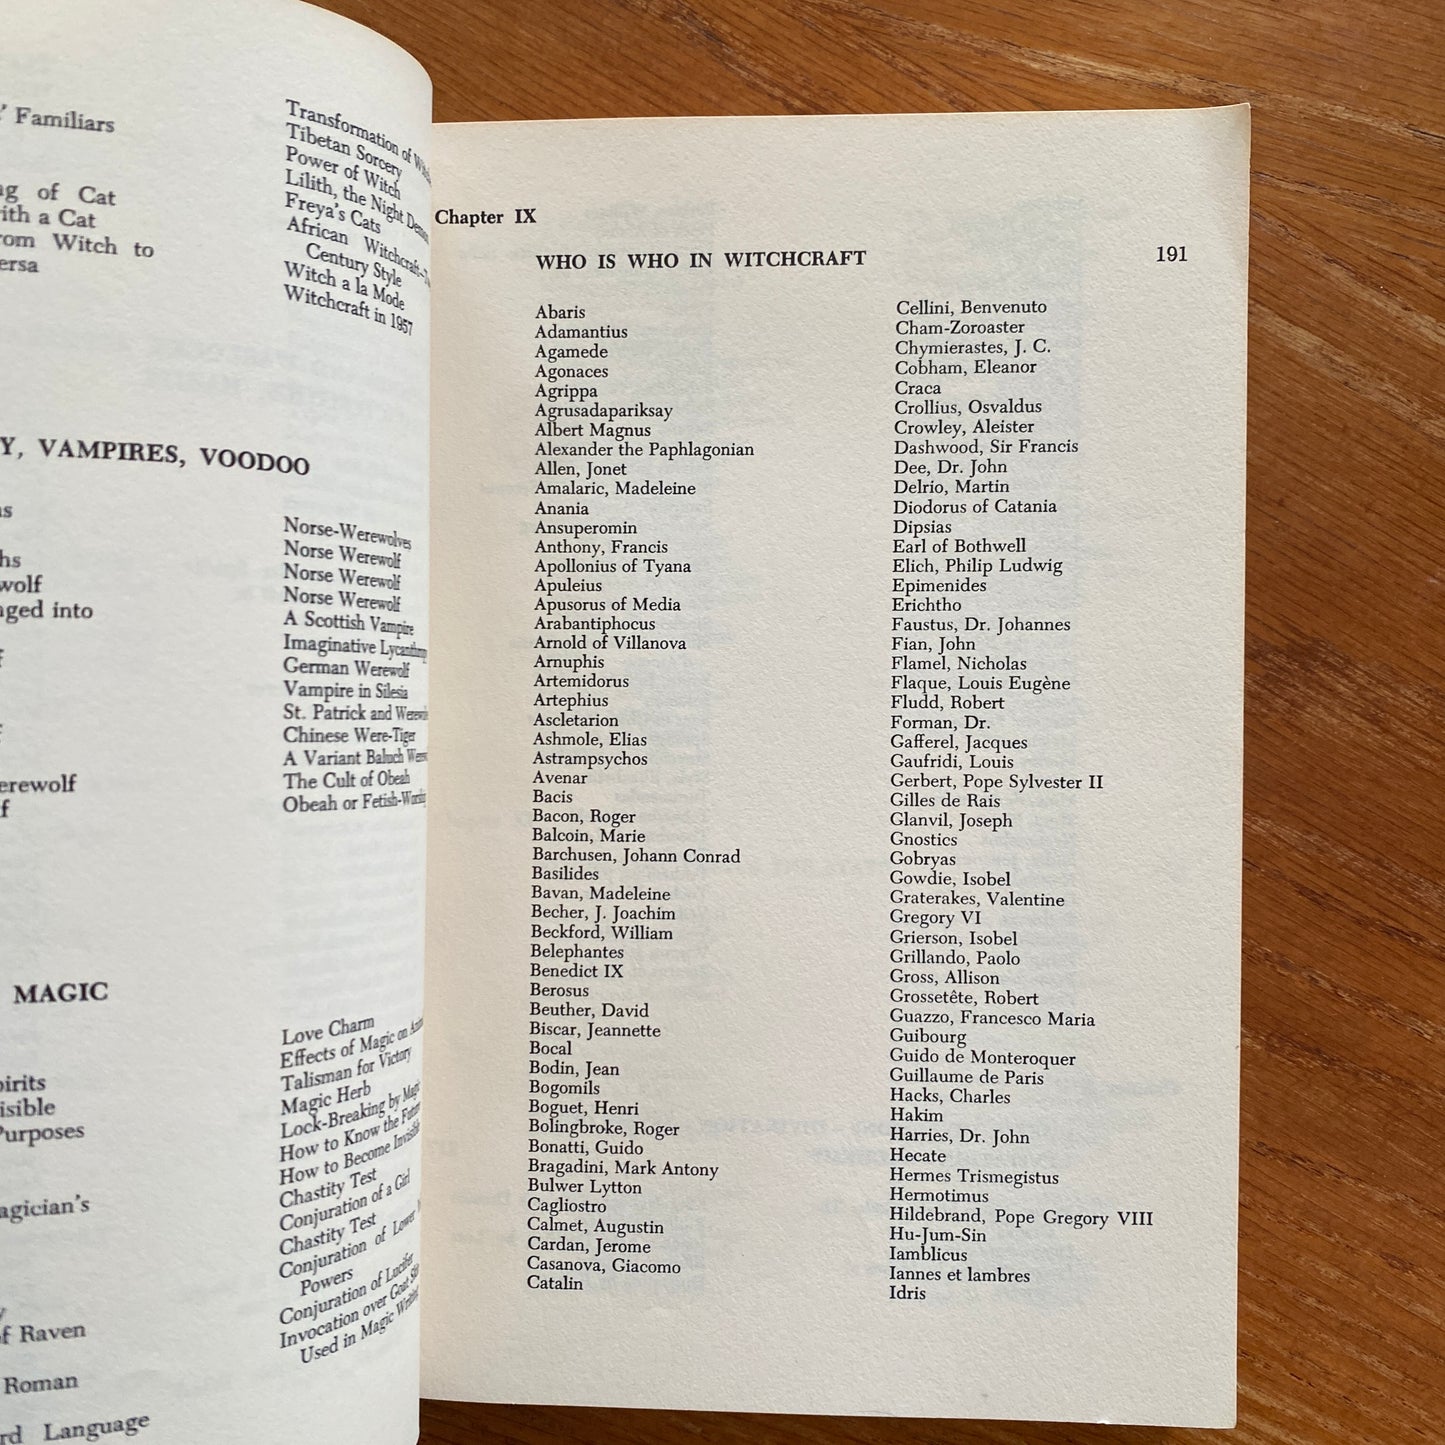 ' Familiars
of Cat
with a Cat
from Witch to
Transformation of
Tibetan Sorcery
Power of Witch
Lilith, the Night
Freya's Cats
African Witchcraft
Century Style
Witch a la Mode
Witchcraft in 1957
VAMPIRES, VOODOO
into
Norse-Werewolves
Norse Werewolf
Norse Werewolf
Norse Werewolf
A Scottish Vampire
Imaginative
German Werewolf
Vampire in Silesia
St. Patrick and
Chinese Were-Tiger
A Variant Baluch
The Cult of Obeah
Obeah or
MAGIC
Purposes
of Raven
Roman
Language
Love Charm
Effects of Magic on
Talisman for Victory
Magic Herb
Lock-Breaking by Magic
How to Know the Future
How to Become Invisible
Chastity Test
Conjuration of a Girl
Chastity Test
Conjuration of Lower
Powers
Conjuration of Lucifer
Invocation over Goat
Used in Magic Writing
Chapter IX
WHO IS WHO IN WITCHCRAFT 191
Abaris
Adamantius
Agamede
Agonaces
Agrippa
Agrusadapariksay
Albert Magnus
Alexander the Paphlagonian
Allen, Jonet
Amalaric, Madeleine
Anania
Ansuperomin
Anthony, Francis
Apollonius of Tyana
Apuleius
Apusorus of Media
Arabantiphocus
Arnold of Villanova
Arnuphis
Artemidorus
Artephius
Ascletarion
Ashmole, Elias
Astrampsychos
Avenar
Bacis
Bacon, Roger
Balcoin, Marie
Barchusen, Johann Conrad
Basilides
Bavan, Madeleine
Becher, J. Joachim
Beckford, William
Belephantes
Benedict IX
Berosus
Beuther, David
Biscar, Jeannette
Bocal
Bodin, Jean
Bogomils
Boguet, Henri
Bolingbroke, Roger
Bonatti, Guido
Bragadini, Mark Antony
Bulwer Lytton
Cagliostro
Calmet, Augustin
Cardan, Jerome
Casanova, Giacomo
Catalin
Cellini, Benvenuto
Cham-Zoroaster
Chymierastes, J. C.
Cobham, Eleanor
Craca
Crollius, Osvaldus
Crowley, Aleister
Dashwood, Sir Francis
Dee, Dr. John
Delrio, Martin
Diodorus of Catania
Dipsias
Earl of Bothwell
Elich, Philip Ludwig
Epimenides
Erichtho
Faustus, Dr. Johannes
Fian, John
Flamel, Nicholas
Flaque, Louis Eugène
Fludd, Robert
Forman, Dr.
Gafferel, Jacques
Gaufridi, Louis
Gerbert, Pope Sylvester II
Gilles de Rais
Glanvil, Joseph
Gnostics
Gobryas
Gowdie, Isobel
Graterakes, Valentine
Gregory VI
Grierson, Isobel
Grillando, Paolo
Gross, Allison
Grossetête, Robert
Guazzo, Francesco Maria
Guibourg
Guido de Monteroquer
Guillaume de Paris
Hacks, Charles
Hakim
Harries, Dr. John
Hecate
Hermes Trismegistus
Hermotimus
Hildebrand, Pope Gregory VIII
Hu-Jum-Sin
Iamblicus
Iannes et lambres
Idris